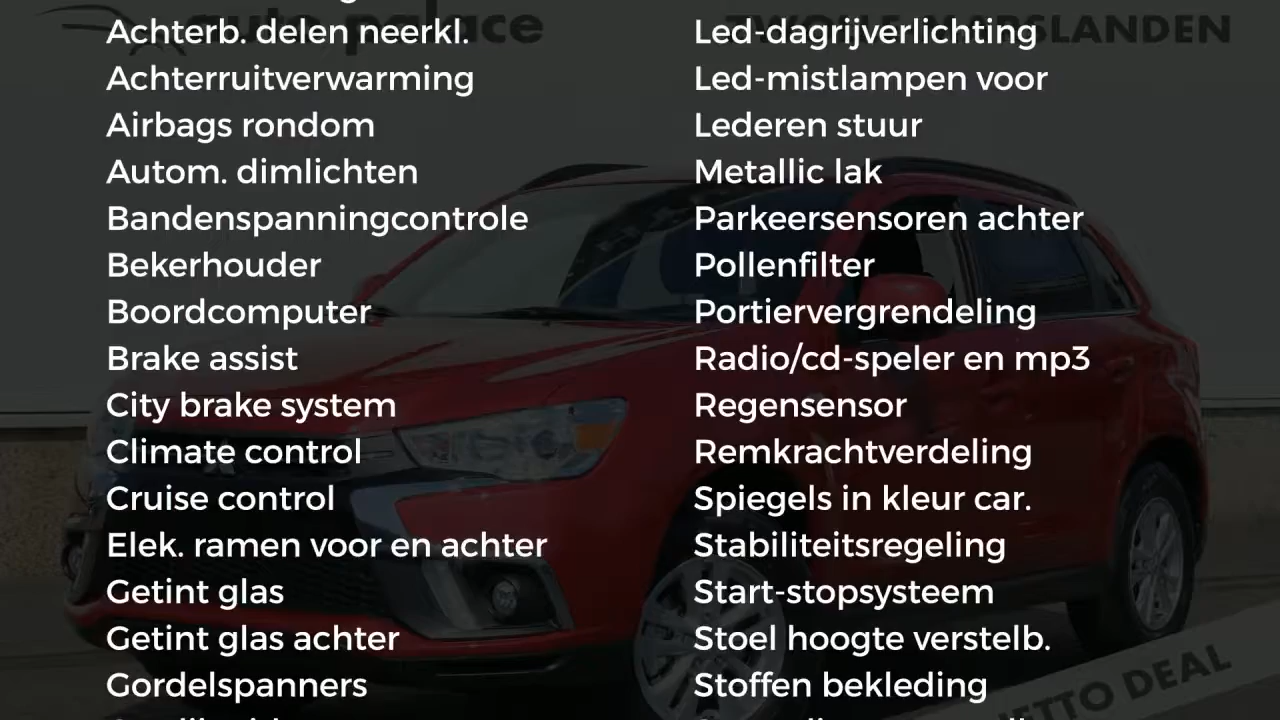 auto palace
Achterb. delen neerkl.
Achterruitverwarming
Airbags rondom
Autom. dimlichten
Bandenspanningcontrole
Bekerhouder
Boordcomputer
Brake assist
City brake system
Climate control
Cruise control
Elek. ramen voor en achter
Getint glas
Getint glas achter
Gordelspanners
Led-dagrijverlichting
Led-mistlampen voor
Lederen stuur
Metallic lak
Parkeersensoren achter
Pollenfilter
Portiervergrendeling
Radio/cd-speler en mp3
Regensensor
Remkrachtverdeling
Spiegels in kleur car.
Stabiliteitsregeling
Start-stopsysteem
Stoel hoogte verstelb.
Stoffen bekleding
DEAL